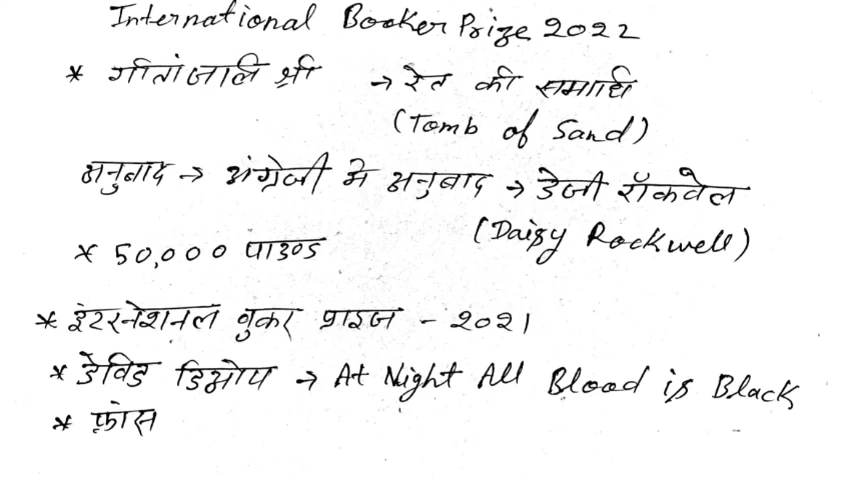 International Booker Prize 2022
* गीतांजलि श्री → रेत की समाधि
(Tomb of Sand)
अनुवाद → अंग्रेजी मे अनुवाद → डेजी रॉकवेल
(Daisy Rockwell)
* 50,000 पाउण्ड
* इंटरनेशनल बुकर प्राइज - 2021
* डेविड डिओप → At Night All Blood is Black
* फ्रांस